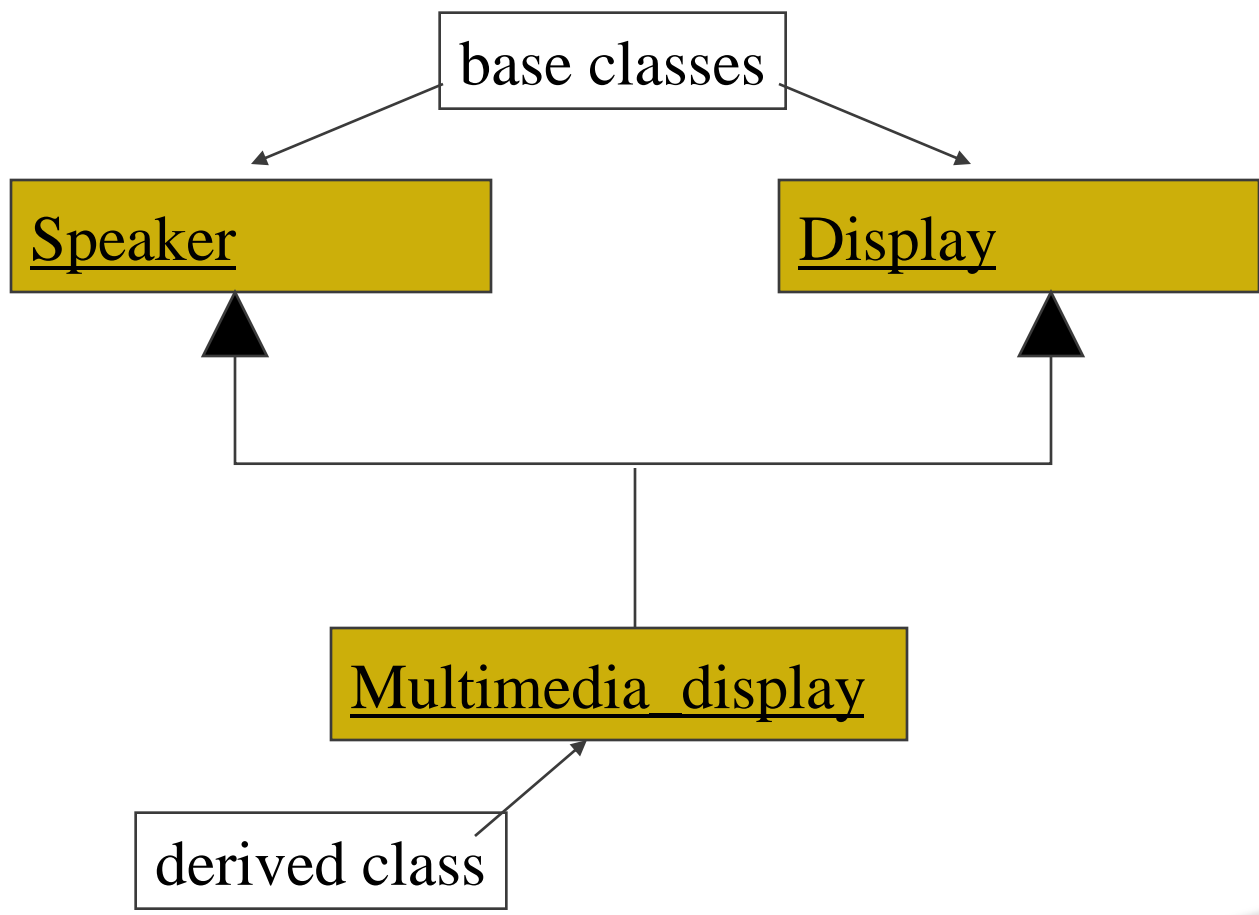 base classes
Speaker
Display
Multimedia_display
derived class